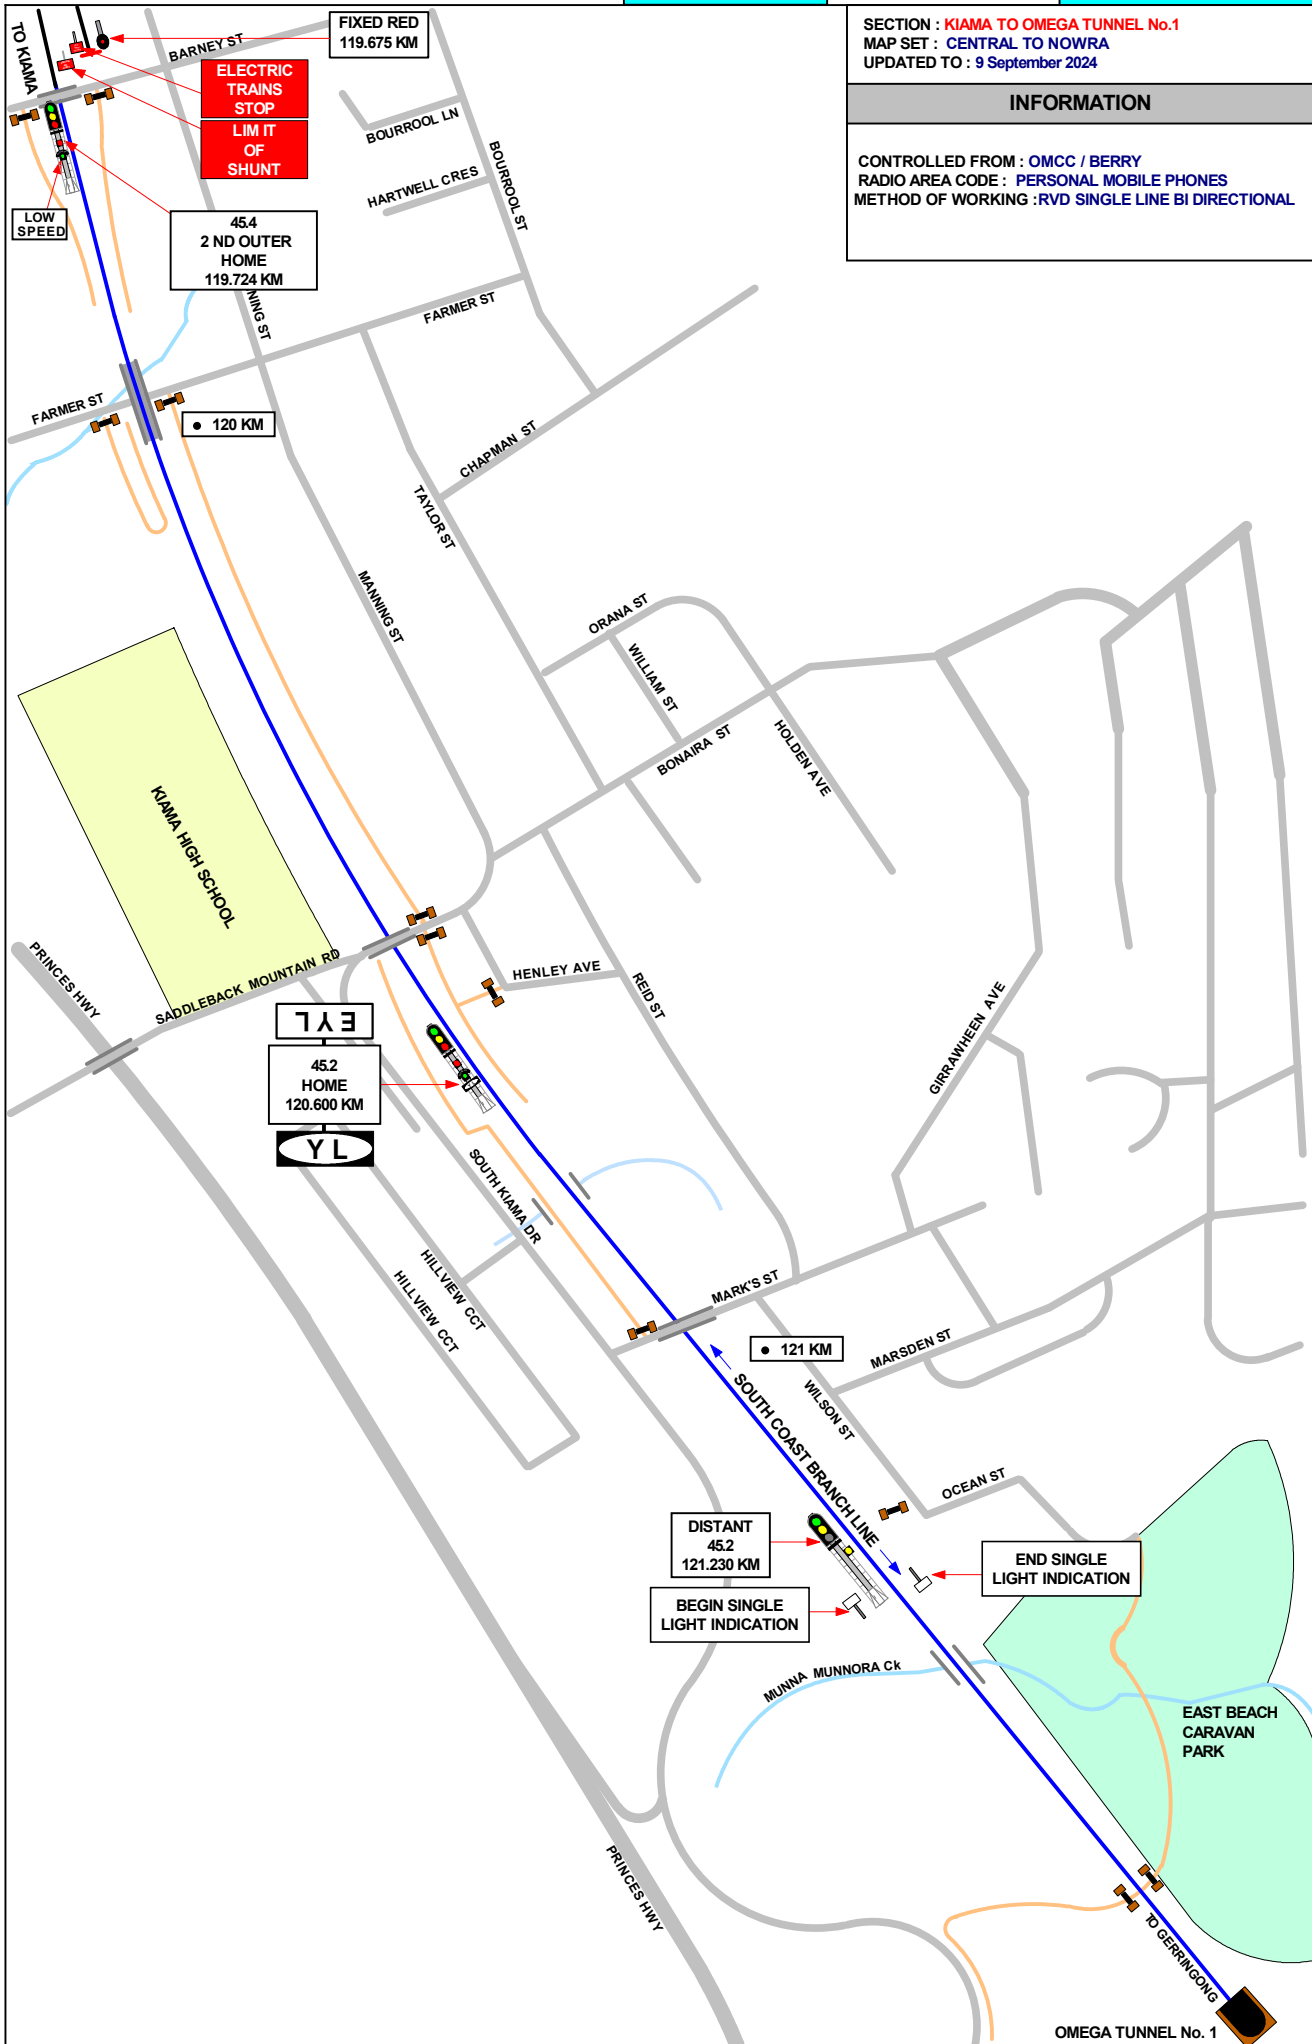 SECTION : KIAMA TO OMEGA TUNNEL No.1
MAP SET : CENTRAL TO NOWRA
UPDATED TO : 9 September 2024
INFORMATION
CONTROLLED FROM : OMCC / BERRY
RADIO AREA CODE : PERSONAL MOBILE PHONES
METHOD OF WORKING :RVD SINGLE LINE BI DIRECTIONAL
TO KIAMA
FIXED RED
119.675 KM
BARNEY ST
ELECTRIC
TRAINS
STOP
LIM IT
OF
SHUNT
BOURROOL LN
HARTWELL CRES
BOURROOL ST
LOW
SPEED
45.4
2 ND OUTER
HOME
119.724 KM
NING ST
FARMER ST
FARMER ST
120 KM
CHAPMAN ST
TAYLOR ST
MANNING ST
ORANA ST
WILLIAM ST
BONAIRA ST
HOLDEN AVE
KIAMA HIGH SCHOOL
PRINCES HWY
SADDLEBACK MOUNTAIN RD
HENLEY AVE
REID ST
GIRRAWHEEN AVE
EYL
45.2
HOME
120.600 KM
YL
SOUTH KIAMA DR
HILLVIEW CCT
HILLVIEW CCT
MARK'S ST
121 KM
MARSDEN ST
WILSON ST
SOUTH COAST BRANCH LINE
OCEAN ST
DISTANT
45.2
121.230 KM
END SINGLE
LIGHT INDICATION
BEGIN SINGLE
LIGHT INDICATION
MUNNA MUNNORA Ck
EAST BEACH
CARAVAN
PARK
PRINCES HWY
TO GERRINGONG
OMEGA TUNNEL No. 1